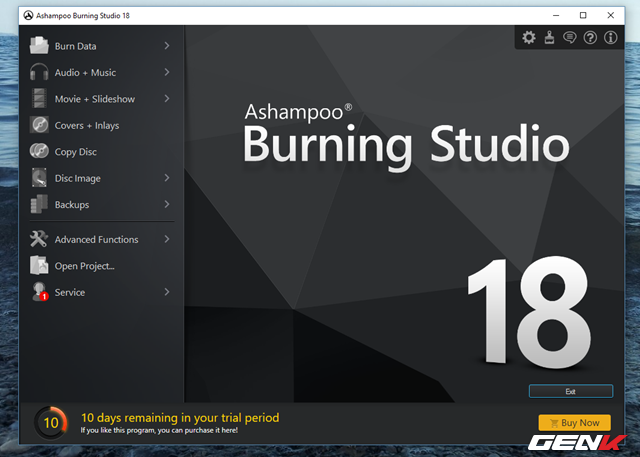 Ashampoo Burning Studio 18
Burn Data
Audio + Music
Movie + Slideshow
Covers + Inlays
Copy Disc
Disc Image
Backups
Advanced Functions
Open Project...
Service
1
Ashampoo®
Burning Studio
18
Exit
10
10 days remaining in your trial period
If you like this program, you can purchase it here!
Buy Now
GENK